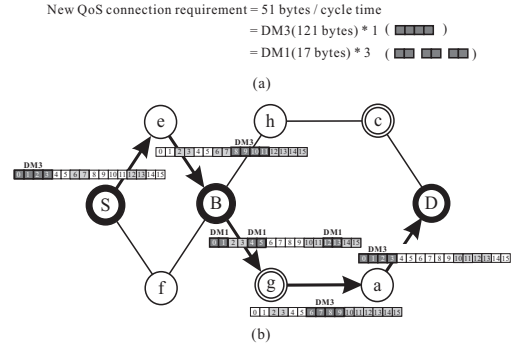 New QoS connection requirement = 51 bytes / cycle time
= DM3(121 bytes) * 1 ( )
= DM1(17 bytes) * 3 ( )
(a)
e
h
c
DM3
0 1 2 3 4 5 6 7 8 9 10 11 12 13 14 15
DM3
0 1 2 3 4 5 6 7 8 9 10 11 12 13 14 15
S
B
D
DM1 DM1 DM1
0 1 2 3 4 5 6 7 8 9 10 11 12 13 14 15
DM3
0 1 2 3 4 5 6 7 8 9 10 11 12 13 14 15
f
g
a
DM3
0 1 2 3 4 5 6 7 8 9 10 11 12 13 14 15
(b)